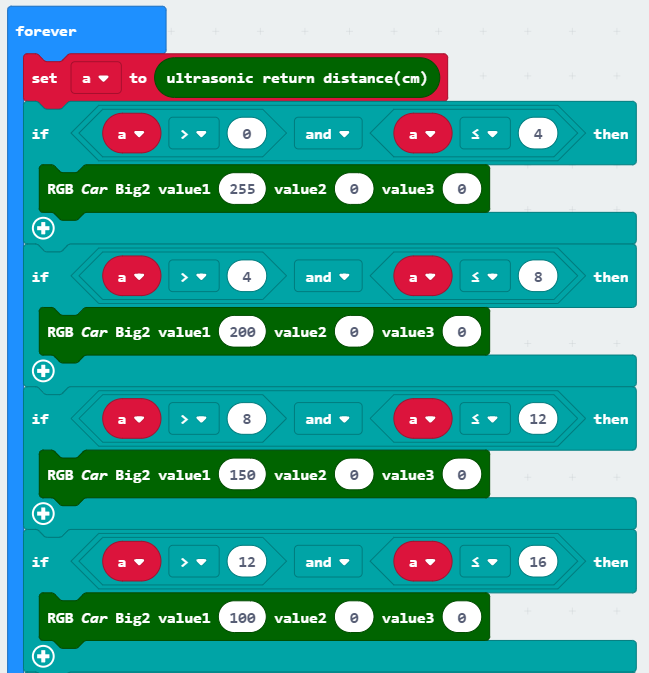 forever
set a to ultrasonic return distance(cm)
if a > 0 and a ≤ 4 then
RGB Car Big2 value1 255 value2 0 value3 0
if a > 4 and a ≤ 8 then
RGB Car Big2 value1 200 value2 0 value3 0
if a > 8 and a ≤ 12 then
RGB Car Big2 value1 150 value2 0 value3 0
if a > 12 and a ≤ 16 then
RGB Car Big2 value1 100 value2 0 value3 0